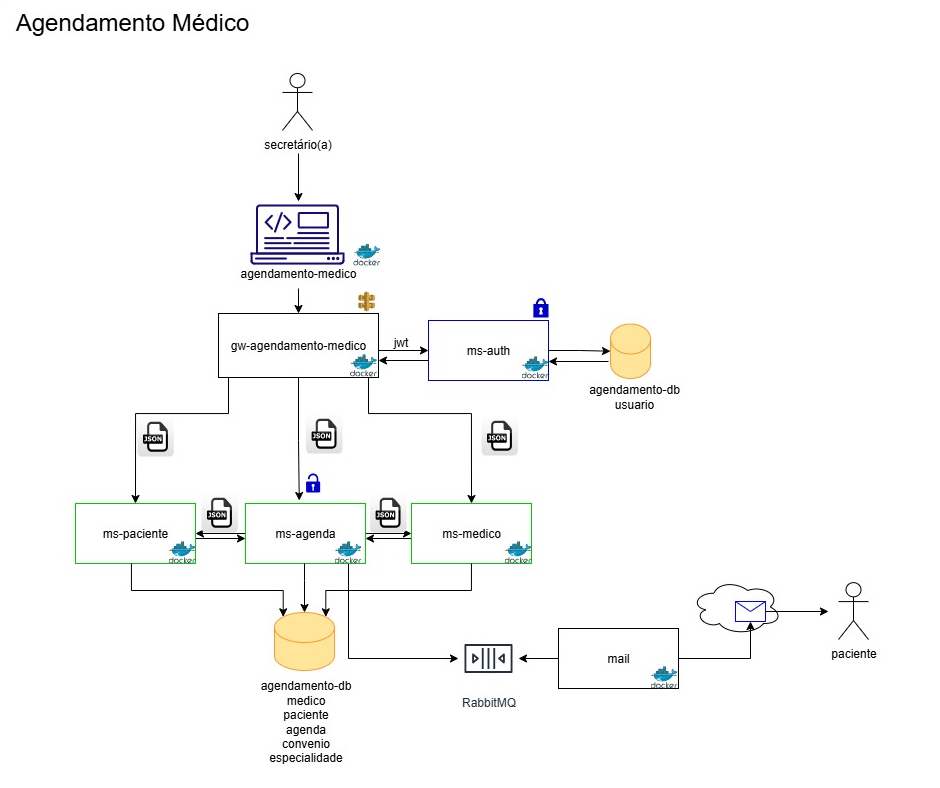 Agendamento Médico
secretário(a)
docker
agendamento-medico
gw-agendamento-medico
docker
jwt
ms-auth
docker
agendamento-db
usuario
JSON
JSON
JSON
JSON
JSON
ms-paciente
docker
ms-agenda
docker
ms-medico
docker
mail
docker
paciente
RabbitMQ
agendamento-db
medico
paciente
agenda
convenio
especialidade